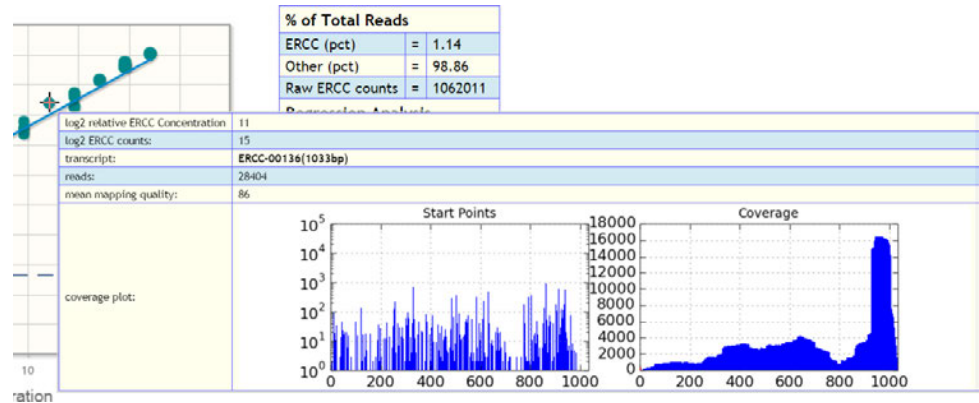 % of Total Reads
ERCC (pct) = 1.14
Other (pct) = 98.86
Raw ERCC counts = 1062011
Regression Analysis
log2 relative ERCC Concentration 11
log2 ERCC counts: 15
transcript: ERCC-00136(1033bp)
reads: 28404
mean mapping quality: 86
coverage plot:
Start Points
10^5
10^4
10^3
10^2
10^1
10^0
0 200 400 600 800 1000
Coverage
18000
16000
14000
12000
10000
8000
6000
4000
2000
0
0 200 400 600 800 1000
10
ration